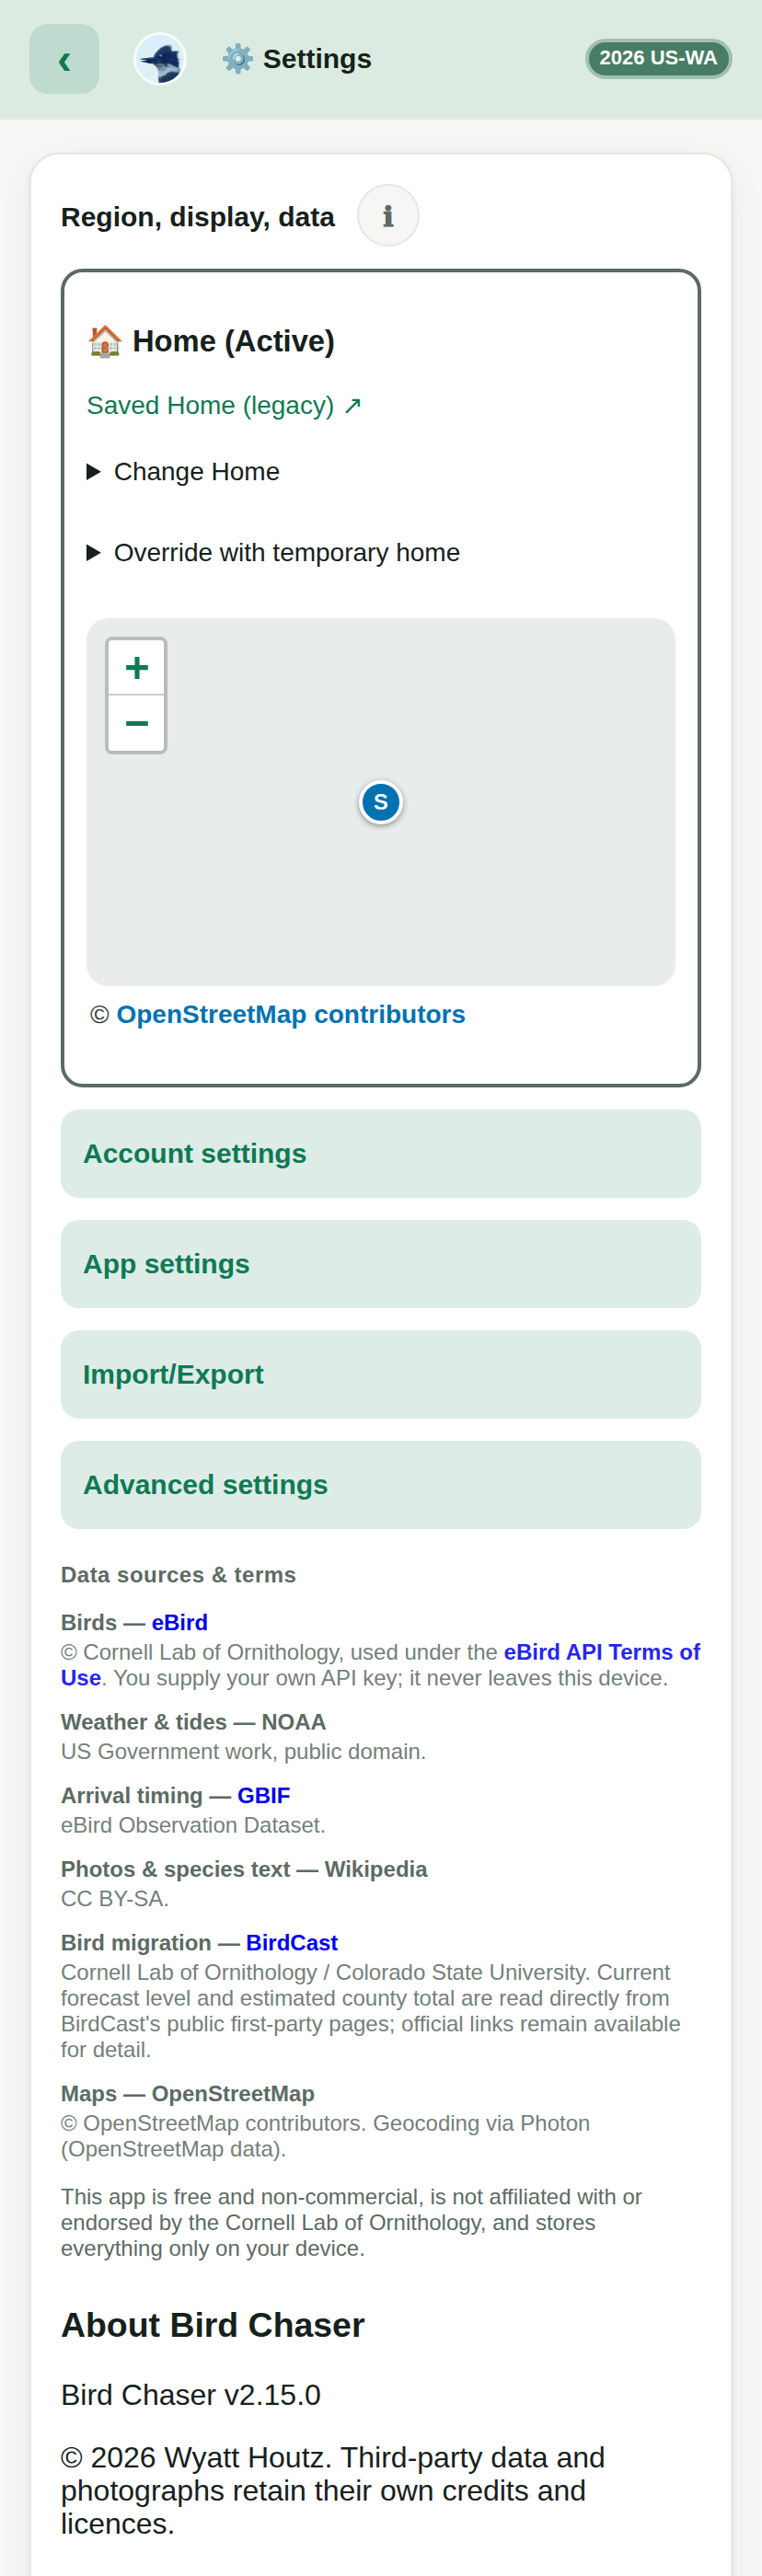 ‹
⚙️ Settings
2026 US-WA
Region, display, data
ℹ
🏠 Home (Active)
Saved Home (legacy) ↗
▶ Change Home
▶ Override with temporary home
+
−
S
© OpenStreetMap contributors
Account settings
App settings
Import/Export
Advanced settings
Data sources & terms
Birds — eBird
© Cornell Lab of Ornithology, used under the eBird API Terms of
Use. You supply your own API key; it never leaves this device.
Weather & tides — NOAA
US Government work, public domain.
Arrival timing — GBIF
eBird Observation Dataset.
Photos & species text — Wikipedia
CC BY-SA.
Bird migration — BirdCast
Cornell Lab of Ornithology / Colorado State University. Current
forecast level and estimated county total are read directly from
BirdCast's public first-party pages; official links remain available
for detail.
Maps — OpenStreetMap
© OpenStreetMap contributors. Geocoding via Photon
(OpenStreetMap data).
This app is free and non-commercial, is not affiliated with or
endorsed by the Cornell Lab of Ornithology, and stores
everything only on your device.
About Bird Chaser
Bird Chaser v2.15.0
© 2026 Wyatt Houtz. Third-party data and
photographs retain their own credits and
licences.